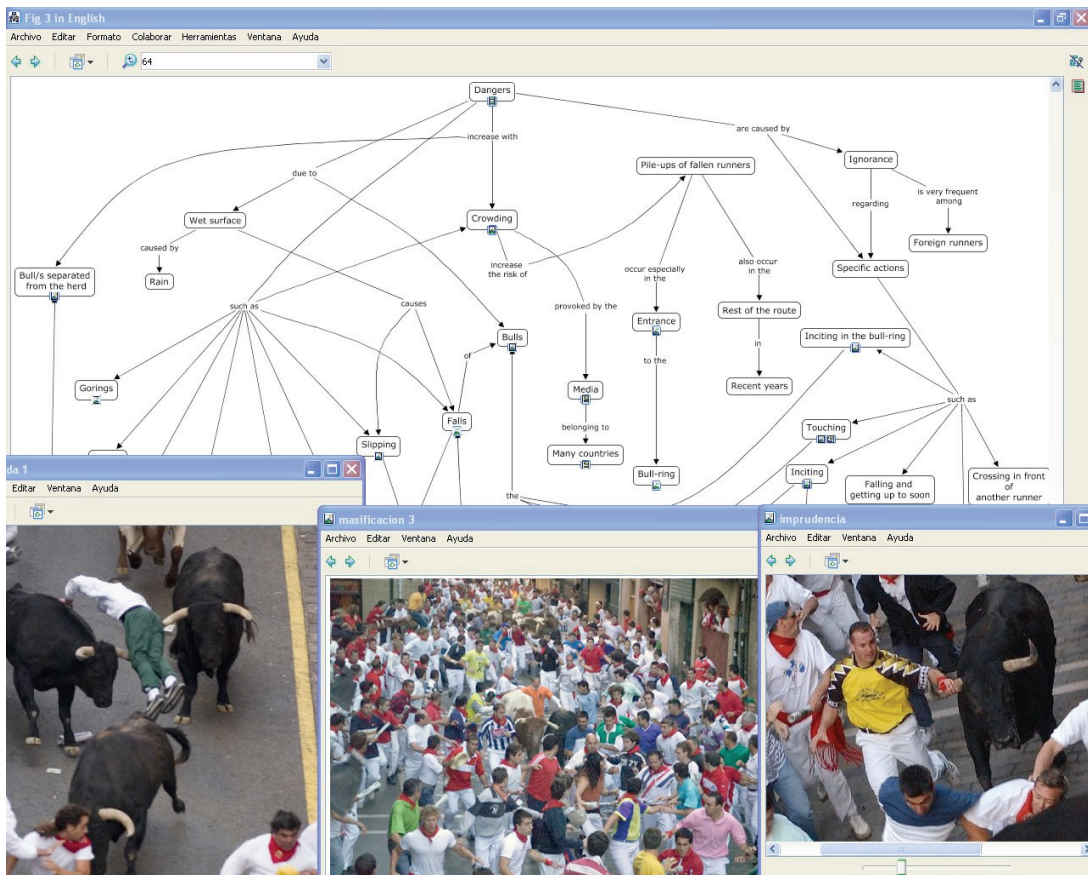 Fig 3 in English
Archivo Editar Formato Colaborar Herramientas Ventana Ayuda
64
Dangers
increase with
are caused by
Ignorance
Pile-ups of fallen runners
due to
is very frequent
among
regarding
Wet surface
Crowding
caused by
Foreign runners
increase
the risk of
occur especially
in the
also occur
in the
Specific actions
Bull/s separated
from the herd
Rain
such as
causes
provoked by the
Rest of the route
Entrance
Inciting in the bull-ring
Bulls
of
to the
in
Gorings
Media
Recent years
such as
Falls
Touching
belonging to
Slipping
Many countries
Bull-ring
Inciting
Falling and
getting up to soon
Crossing in front
of
another runner
the
da 1
Editar Ventana Ayuda
masificacion 3
Archivo Editar Ventana Ayuda
imprudencia
Archivo Editar Ventana Ayuda